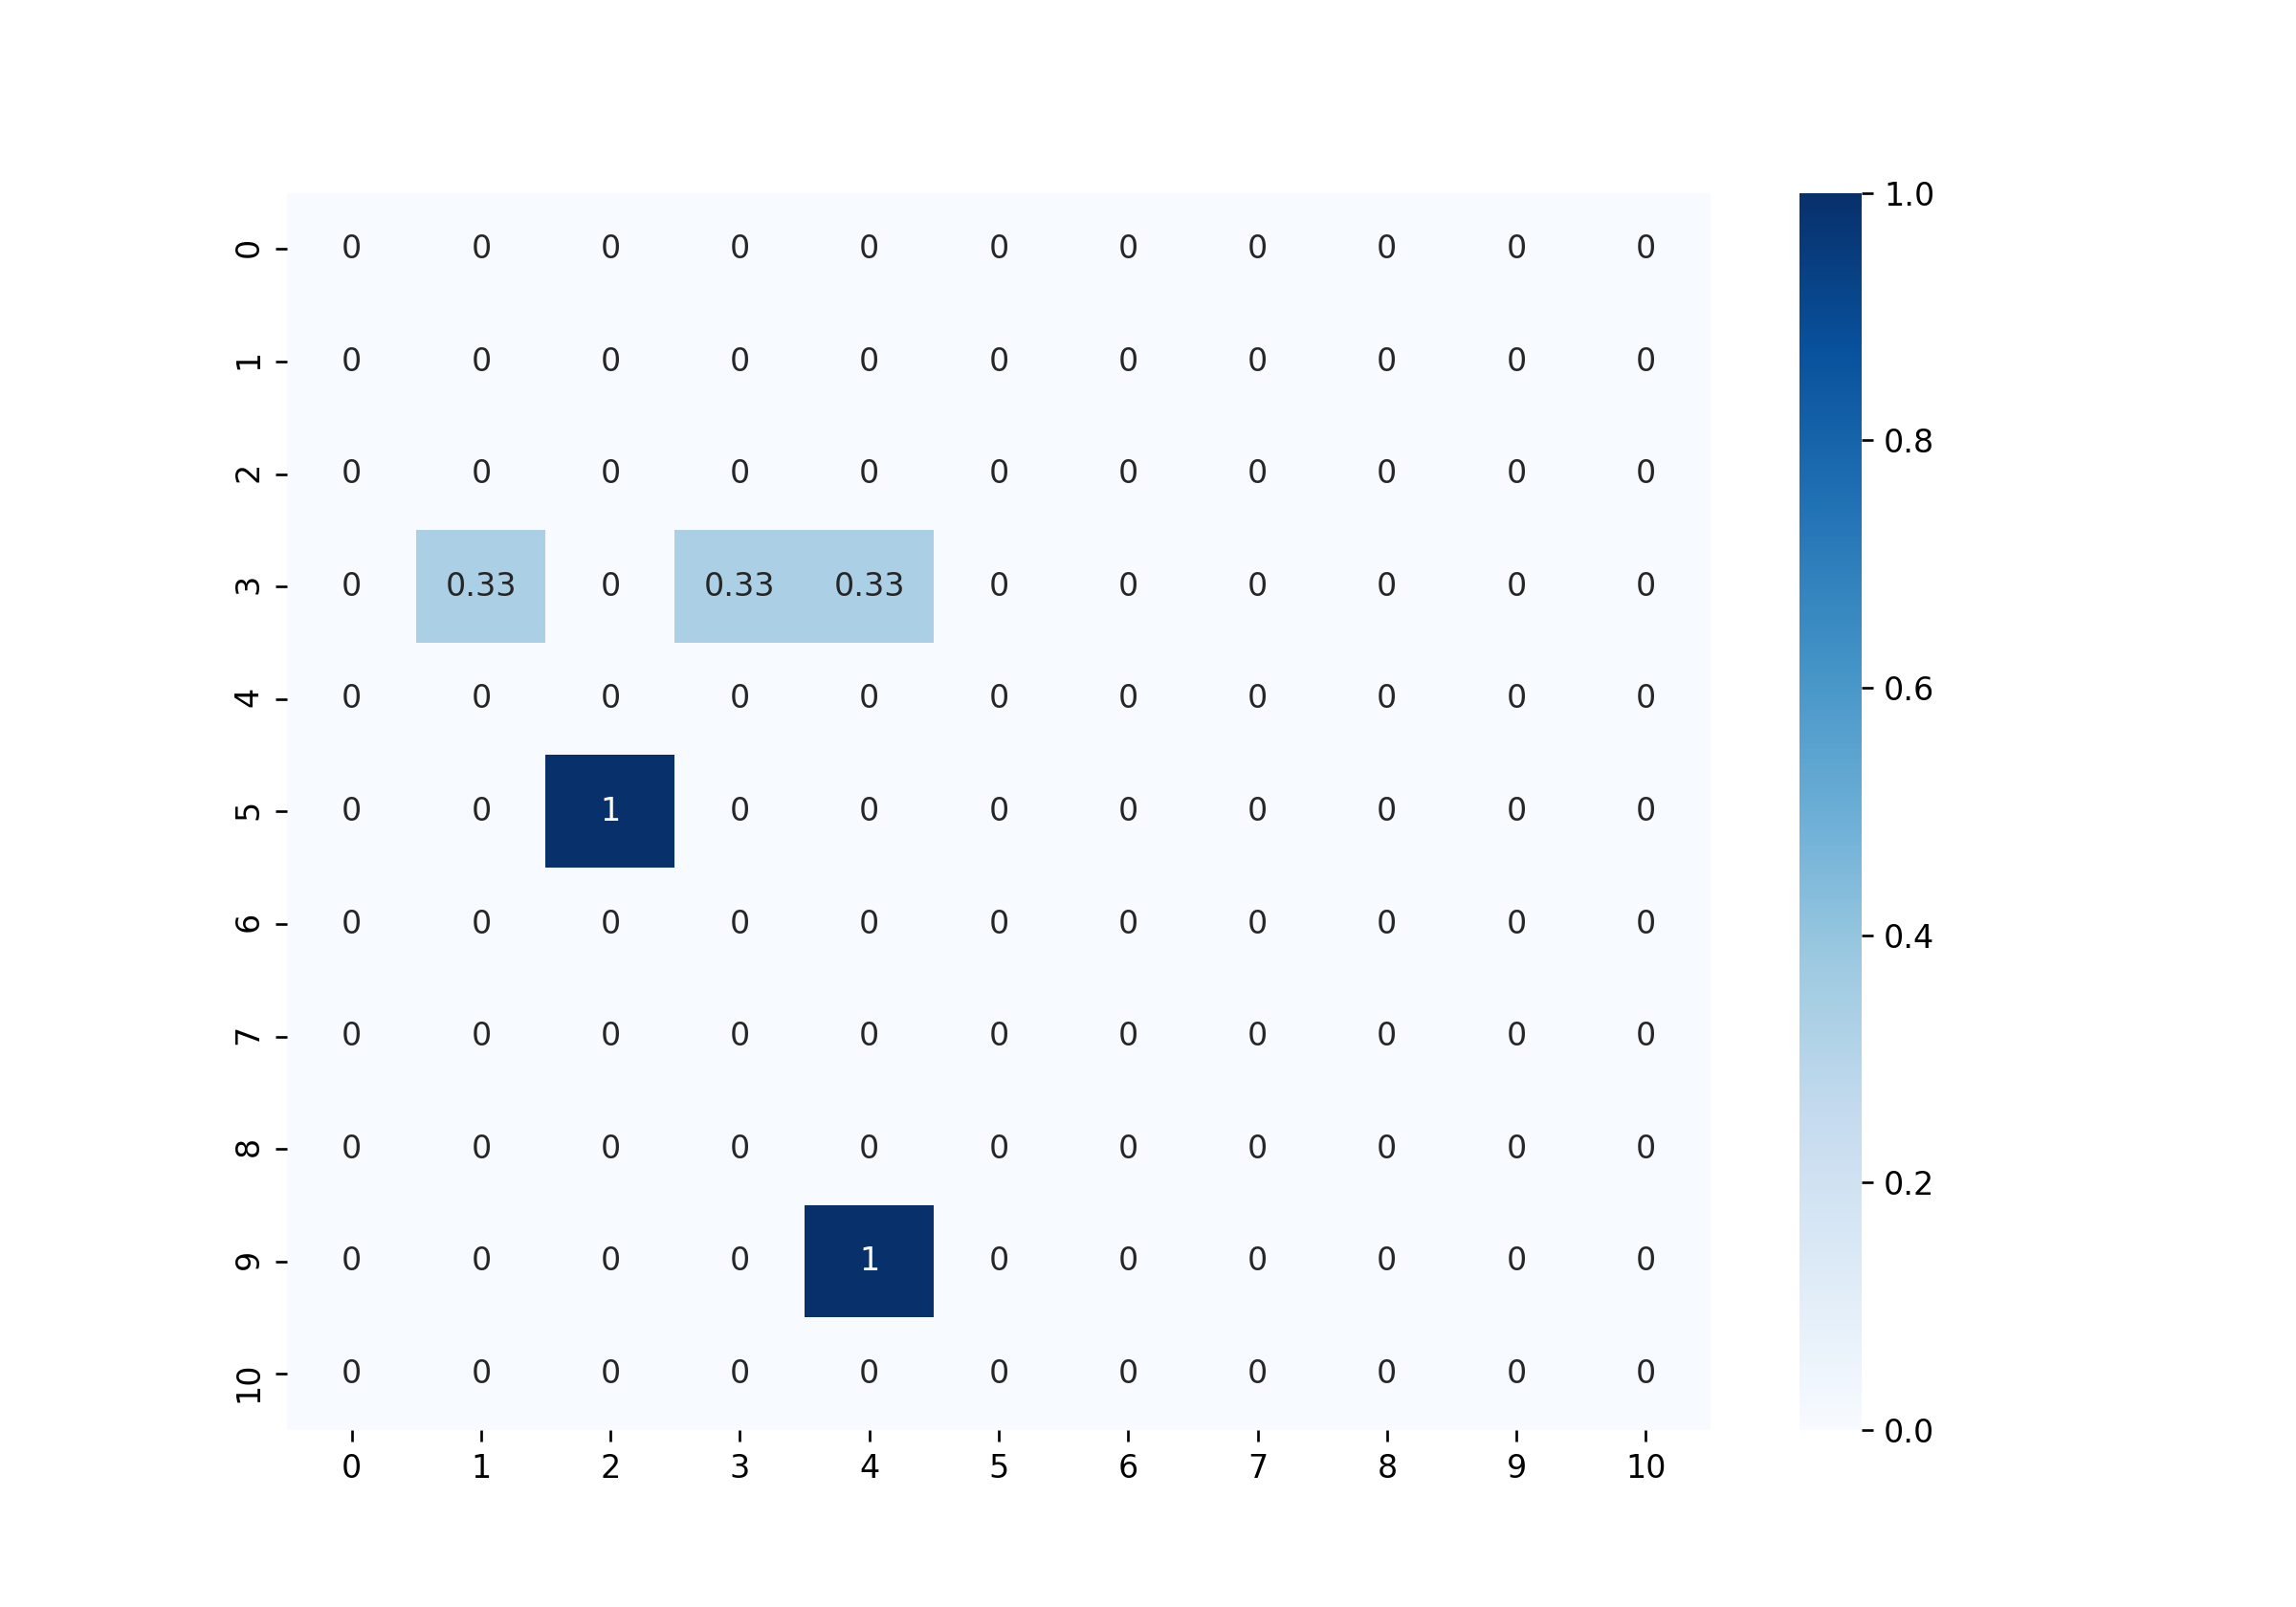 0 0 0 0 0 0 0 0 0 0 0 0
1 0 0 0 0 0 0 0 0 0 0 0
2 0 0 0 0 0 0 0 0 0 0 0
3 0 0.33 0 0.33 0.33 0 0 0 0 0 0
4 0 0 0 0 0 0 0 0 0 0 0
5 0 0 1 0 0 0 0 0 0 0 0
6 0 0 0 0 0 0 0 0 0 0 0
7 0 0 0 0 0 0 0 0 0 0 0
8 0 0 0 0 0 0 0 0 0 0 0
9 0 0 0 0 1 0 0 0 0 0 0
10 0 0 0 0 0 0 0 0 0 0 0
0 1 2 3 4 5 6 7 8 9 10
1.0
0.8
0.6
0.4
0.2
0.0